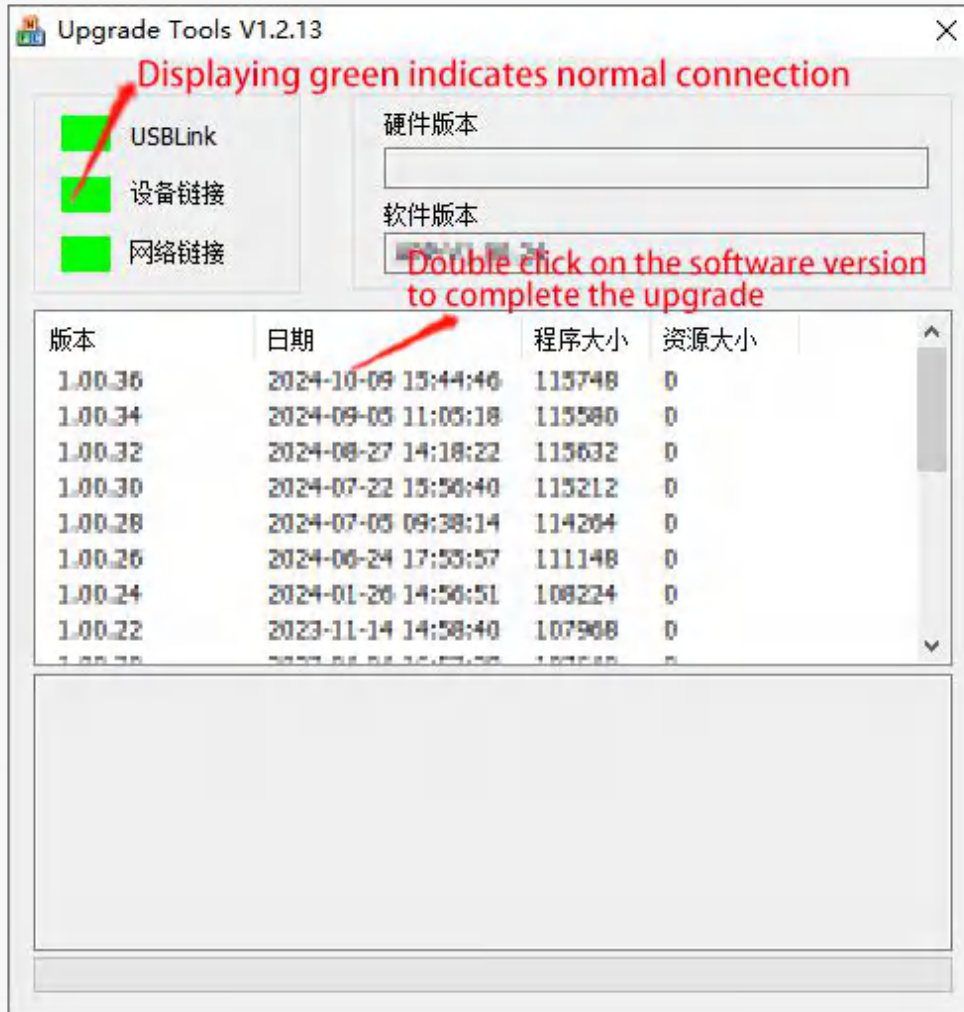 Upgrade Tools V1.2.13
Displaying green indicates normal connection
USBLink
设备链接
网络链接
硬件版本
软件版本
Double click on the software version
to complete the upgrade
版本 日期 程序大小 资源大小
1.00.36 2024-10-09 15:44:46 115748 0
1.00.34 2024-09-05 11:05:18 115580 0
1.00.32 2024-08-27 14:18:22 115632 0
1.00.30 2024-07-22 15:56:40 115212 0
1.00.28 2024-07-05 09:38:14 114264 0
1.00.26 2024-06-24 17:55:57 111148 0
1.00.24 2024-01-26 14:56:51 108224 0
1.00.22 2023-11-14 14:58:40 107968 0